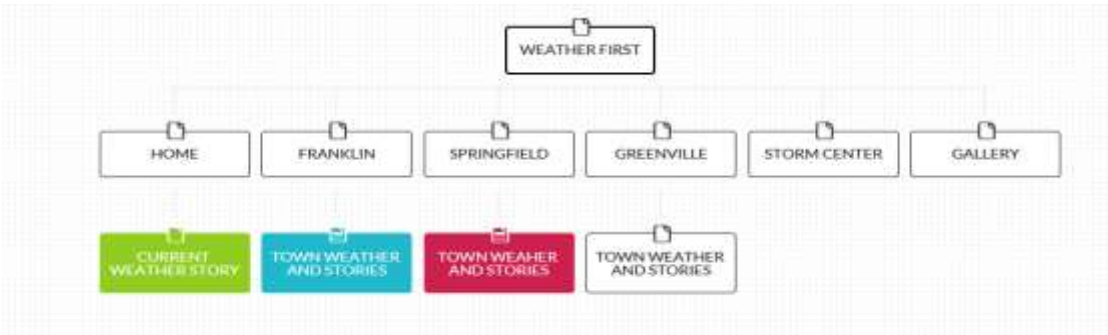 WEATHER FIRST
HOME
FRANKLIN
SPRINGFIELD
GREENVILLE
STORM CENTER
GALLERY
CURRENT
WEATHER STORY
TOWN WEATHER
AND STORIES
TOWN WEAHER
AND STORIES
TOWN WEATHER
AND STORIES